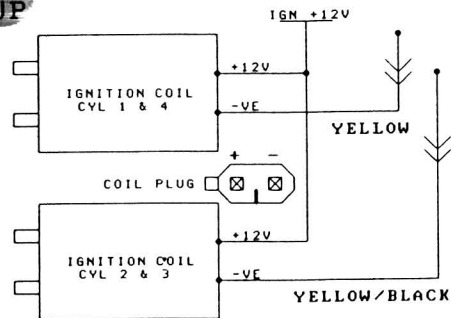 UP
IGN +12V
+12V
IGNITION COIL
CYL 1 & 4
-VE
YELLOW
+ -
COIL PLUG
+12V
IGNITION COIL
CYL 2 & 3
-VE
YELLOW/BLACK